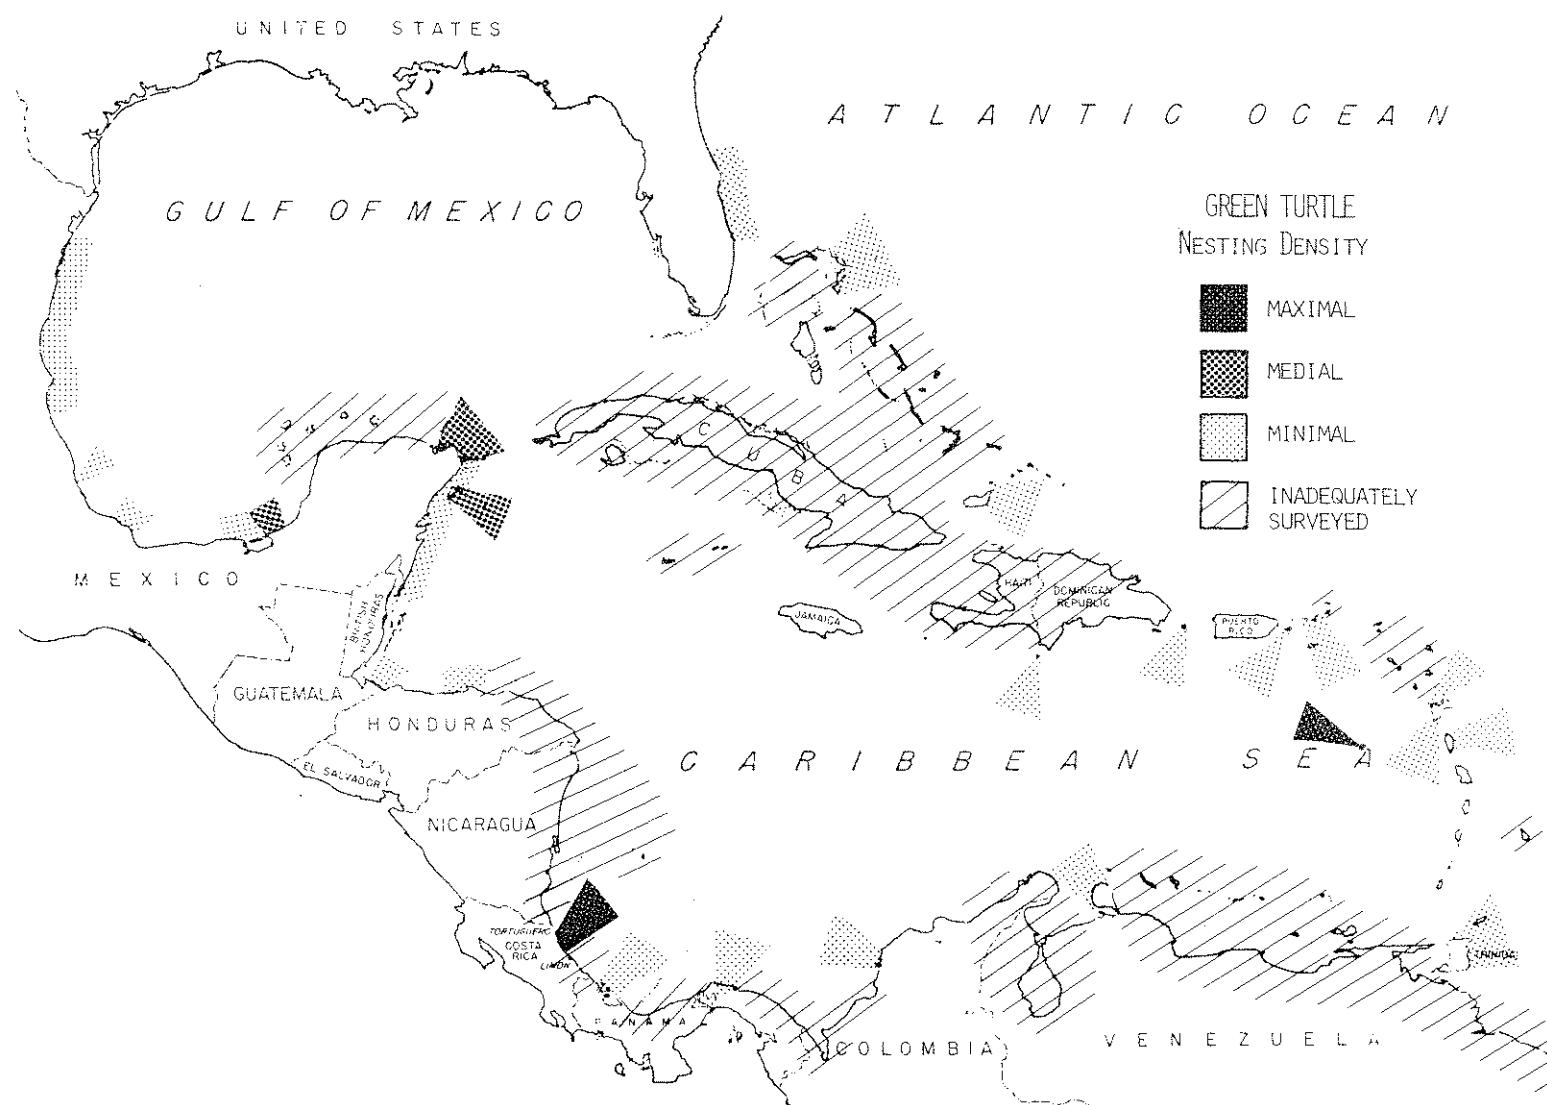 UNITED STATES
ATLANTIC OCEAN
GULF OF MEXICO
GREEN TURTLE
NESTING DENSITY
MAXIMAL
MEDIAL
MINIMAL
INADEQUATELY
SURVEYED
CUBA
MEXICO
BRITISH
HONDURAS
HAITI
DOMINICAN
REPUBLIC
JAMAICA
PUERTO
RICO
GUATEMALA
HONDURAS
CARIBBEAN SEA
EL SALVADOR
NICARAGUA
TORTUGUERO
COSTA
RICA
LIMON
TRINIDAD
PANAMA
COLOMBIA
VENEZUELA